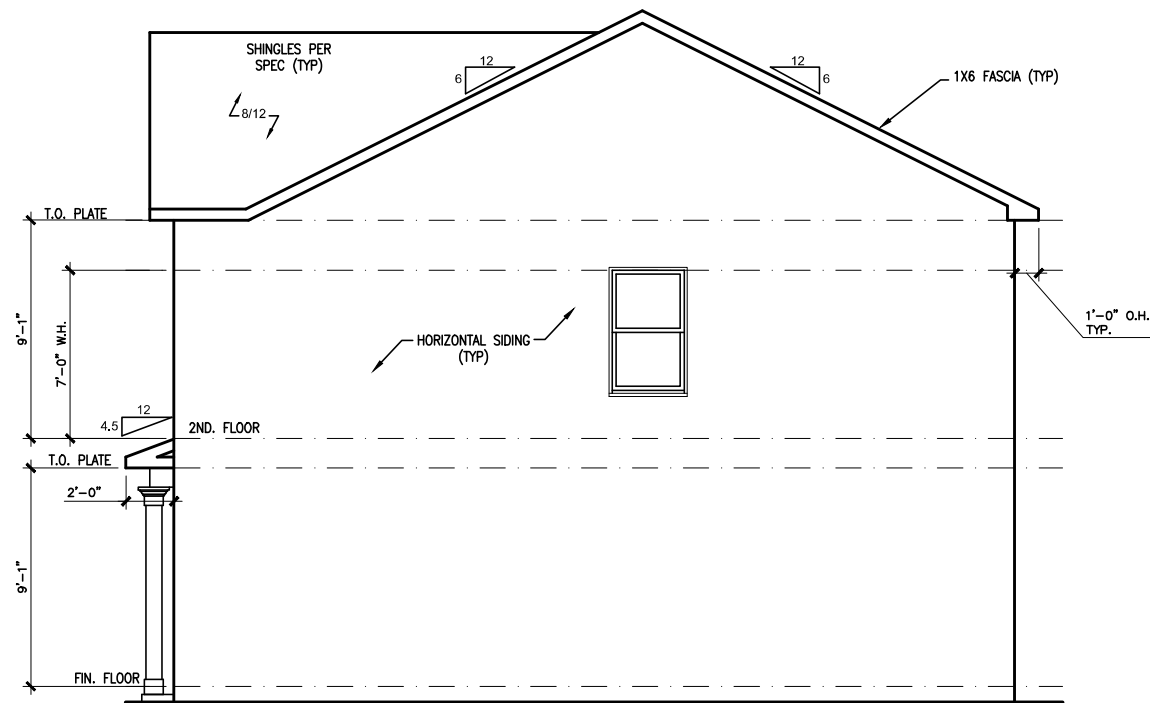 SHINGLES PER
SPEC (TYP)
12
6
12
6
1X6 FASCIA (TYP)
8/12
T.O. PLATE
9'-1"
7'-0" W.H.
HORIZONTAL SIDING
(TYP)
1'-0" O.H.
TYP.
12
4.5
2ND. FLOOR
T.O. PLATE
2'-0"
9'-1"
FIN. FLOOR